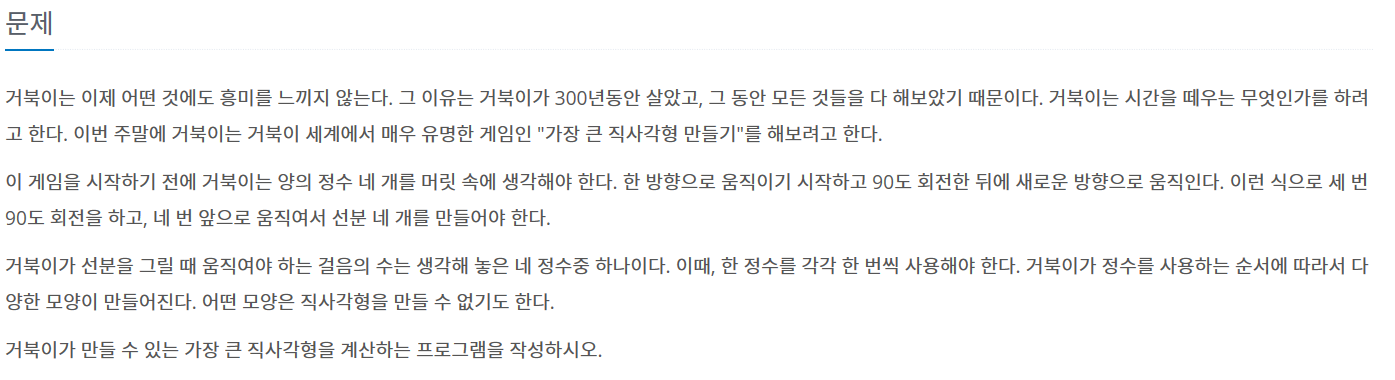 문제
거북이는 이제 어떤 것에도 흥미를 느끼지 않는다. 그 이유는 거북이가 300년동안 살았고, 그 동안 모든 것들을 다 해보았기 때문이다. 거북이는 시간을 떼우는 무엇인가를 하려
고 한다. 이번 주말에 거북이는 거북이 세계에서 매우 유명한 게임인 "가장 큰 직사각형 만들기"를 해보려고 한다.
이 게임을 시작하기 전에 거북이는 양의 정수 네 개를 머릿 속에 생각해야 한다. 한 방향으로 움직이기 시작하고 90도 회전한 뒤에 새로운 방향으로 움직인다. 이런 식으로 세 번
90도 회전을 하고, 네 번 앞으로 움직여서 선분 네 개를 만들어야 한다.
거북이가 선분을 그릴 때 움직여야 하는 걸음의 수는 생각해 놓은 네 정수중 하나이다. 이때, 한 정수를 각각 한 번씩 사용해야 한다. 거북이가 정수를 사용하는 순서에 따라서 다
양한 모양이 만들어진다. 어떤 모양은 직사각형을 만들 수 없기도 한다.
거북이가 만들 수 있는 가장 큰 직사각형을 계산하는 프로그램을 작성하시오.